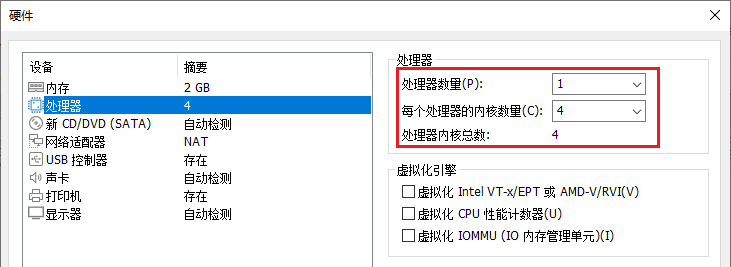 硬件
设备 摘要
内存 2 GB
处理器 4
新 CD/DVD (SATA) 自动检测
网络适配器 NAT
USB 控制器 存在
声卡 自动检测
打印机 存在
显示器 自动检测
处理器
处理器数量(P): 1
每个处理器的内核数量(C): 4
处理器内核总数: 4
虚拟化引擎
虚拟化 Intel VT-x/EPT 或 AMD-V/RVI(V)
虚拟化 CPU 性能计数器(U)
虚拟化 IOMMU (IO 内存管理单元)(I)